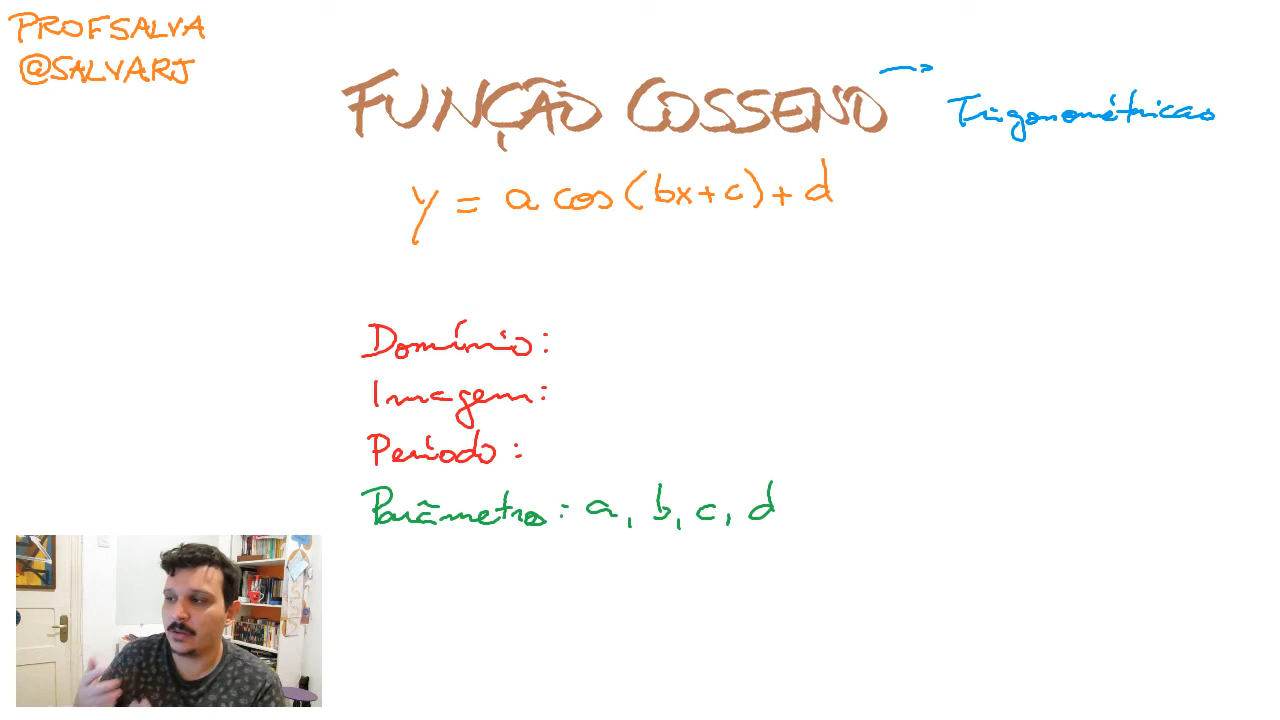 PROFSALVA
@SALVARJ
FUNÇÃO COSSENO → Trigonométricas
y = a cos(bx+c)+d
Domínio:
Imagem:
Período:
Parâmetros: a, b, c, d